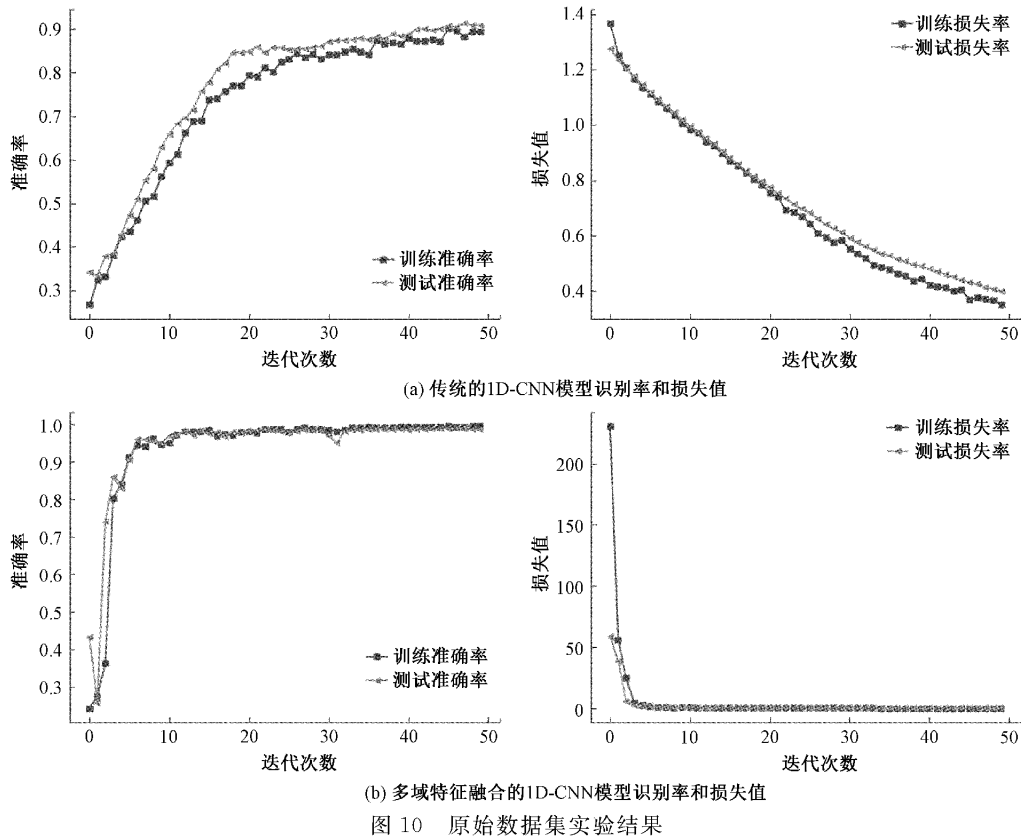 0.9
0.8
0.7
0.6
0.5
0.4
0.3
准确率
训练准确率
测试准确率
0 10 20 30 40 50
迭代次数
1.4
1.2
1.0
0.8
0.6
0.4
损失值
训练损失率
测试损失率
0 10 20 30 40 50
迭代次数
(a) 传统的1D-CNN模型识别率和损失值
1.0
0.9
0.8
0.7
0.6
0.5
0.4
0.3
准确率
训练准确率
测试准确率
0 10 20 30 40 50
迭代次数
200
150
100
50
0
损失值
训练损失率
测试损失率
0 10 20 30 40 50
迭代次数
(b) 多域特征融合的1D-CNN模型识别率和损失值
图 10 原始数据集实验结果